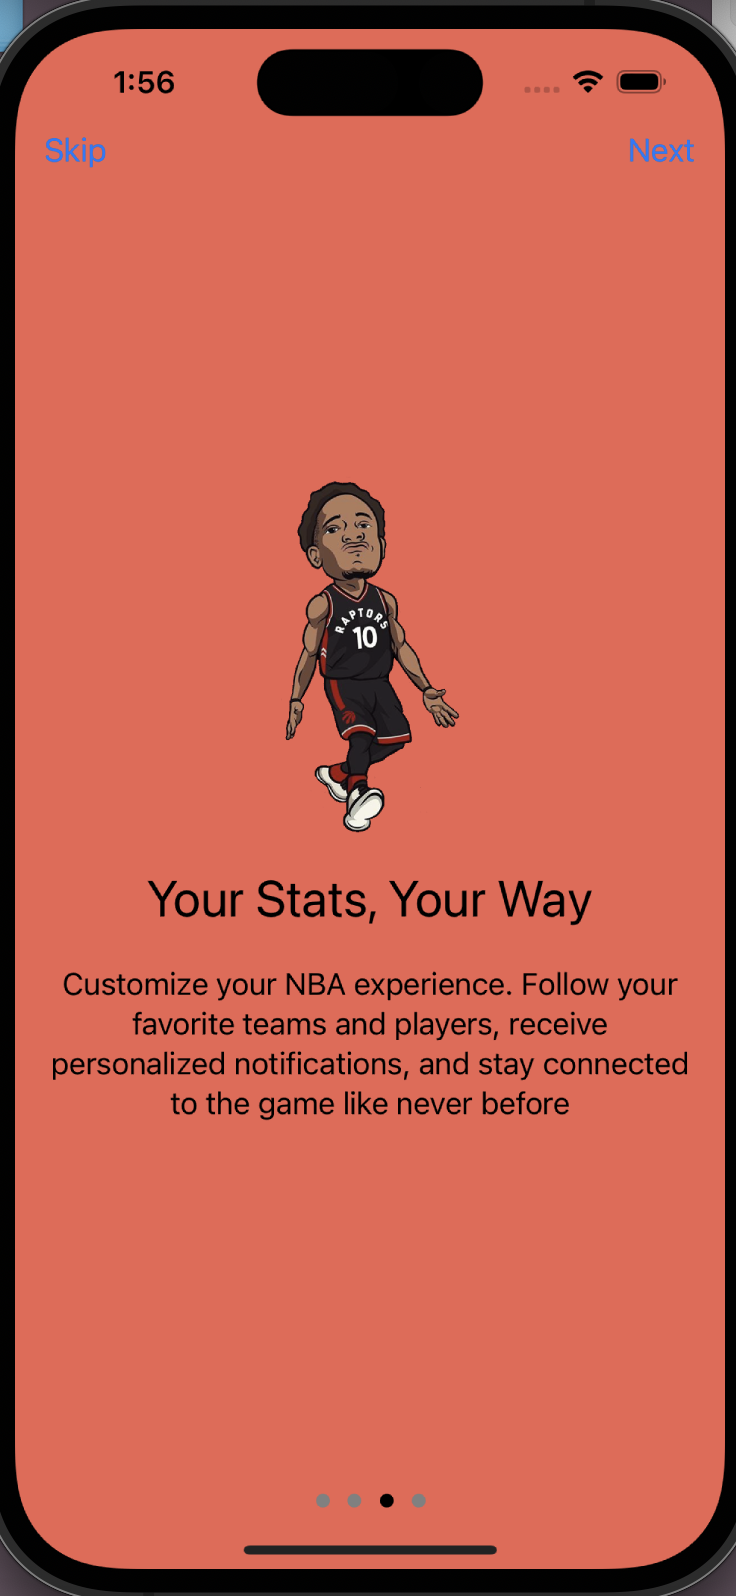 1:56
Skip
Next
RAPTORS
10
Your Stats, Your Way
Customize your NBA experience. Follow your
favorite teams and players, receive
personalized notifications, and stay connected
to the game like never before